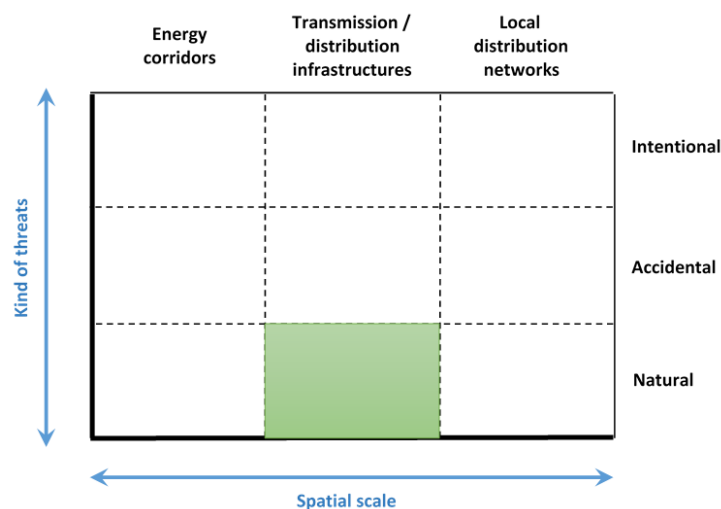 Energy
corridors
Transmission /
distribution
infrastructures
Local
distribution
networks
Intentional
Accidental
Natural
Kind of threats
Spatial scale